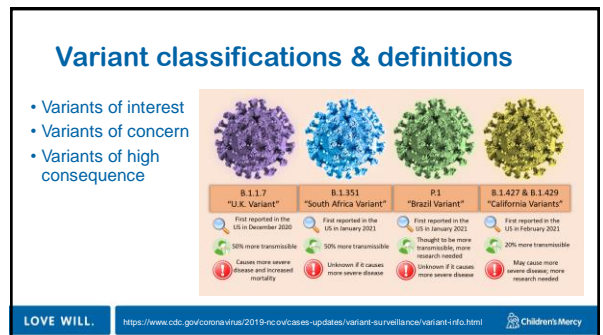 Variant classifications & definitions
• Variants of interest
• Variants of concern
• Variants of high
consequence
B.1.1.7
"U.K. Variant"
First reported in the
US in December 2020
50% more transmissible
Causes more severe
disease and increased
mortality
B.1.351
"South Africa Variant"
First reported in the
US in January 2021
50% more transmissible
Unknown if it causes
more severe disease
P.1
"Brazil Variant"
First reported in the
US in January 2021
Thought to be more
transmissible, more
research needed
Unknown if it causes
more severe disease
B.1.427 & B.1.429
"California Variants"
First reported in the
US in February 2021
20% more transmissible
May cause more
severe disease; more
research needed
LOVE WILL.
https://www.cdc.gov/coronavirus/2019-ncov/cases-updates/variant-surveillance/variant-info.html
Children's Mercy